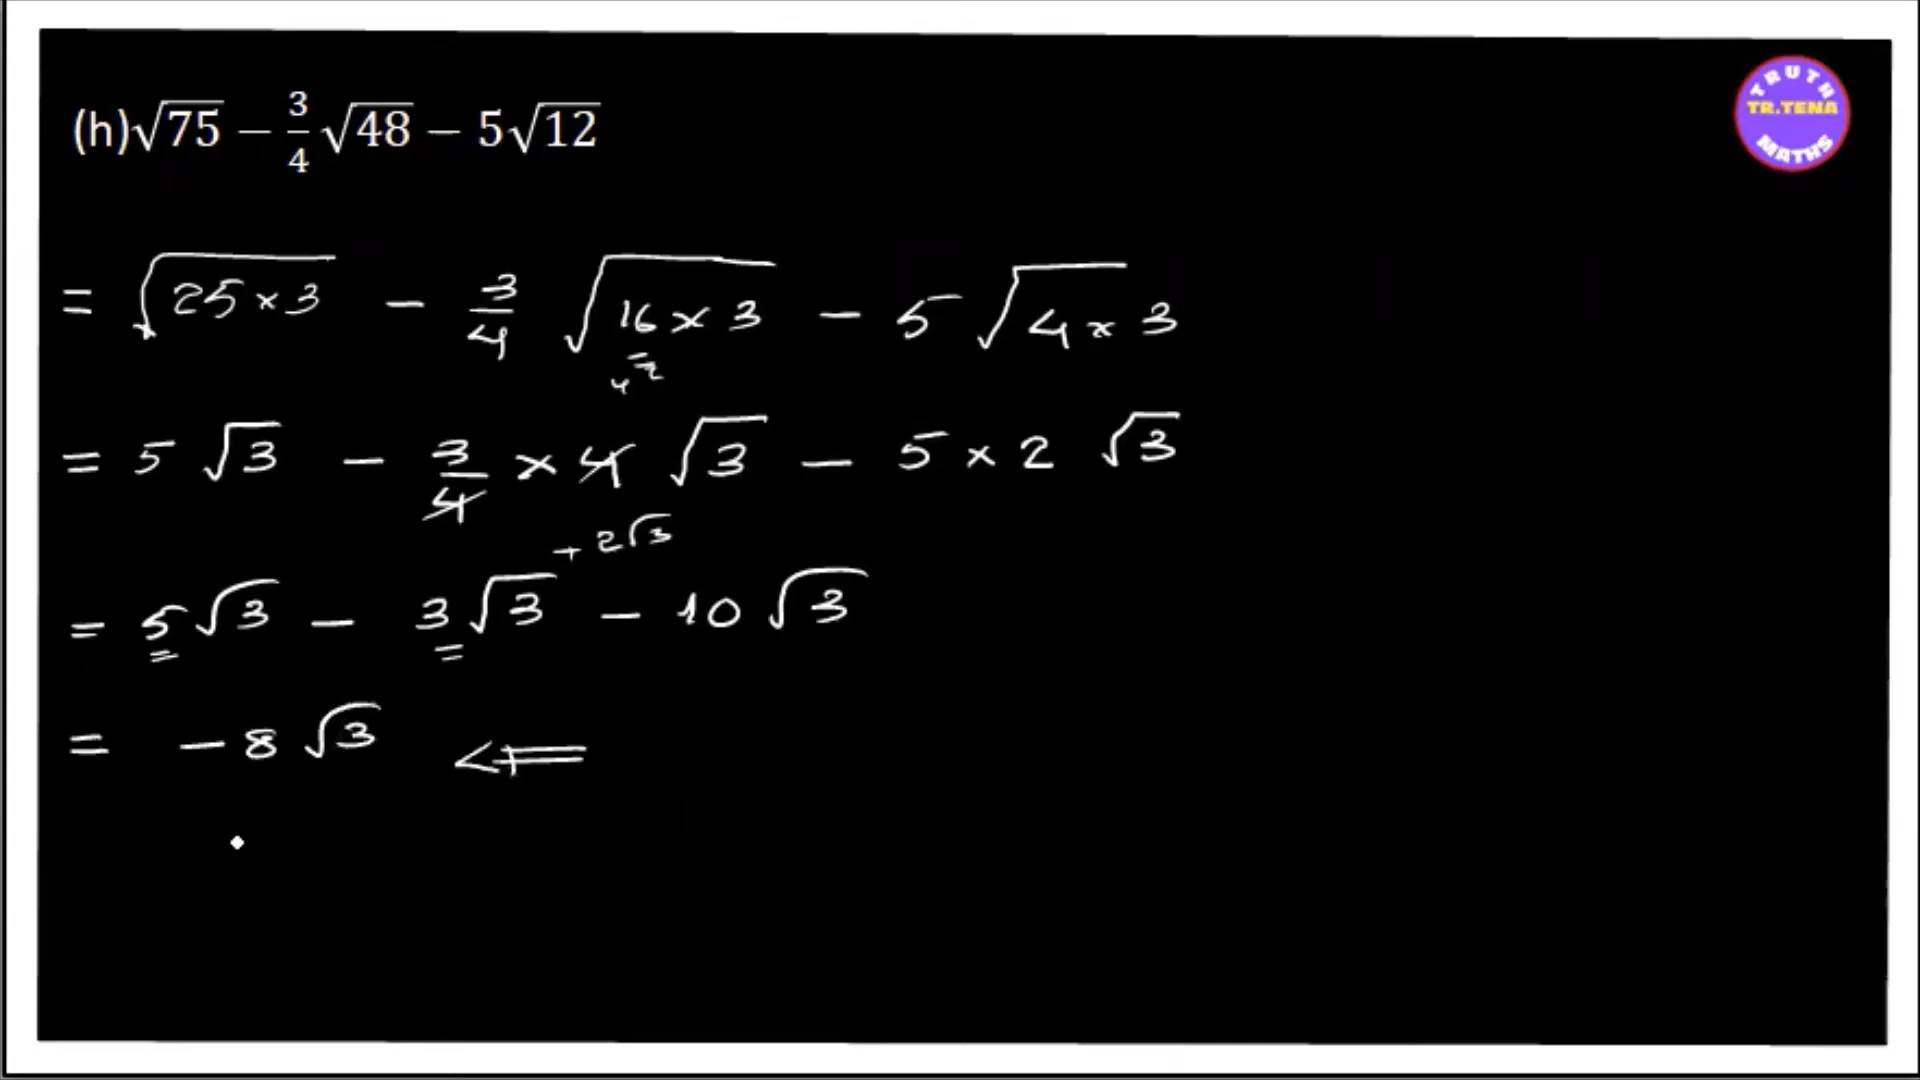 TRUTH
TR.TENA
MATHS
(h)√75 − 3/4 √48 − 5√12
= √25 × 3 − 3/4 √16 × 3 − 5 √4 × 3
= 4²
= 5 √3 − 3/4 × 4 √3 − 5 × 2 √3
+ 2√3
= 5√3 − 3√3 − 10 √3
= − 8 √3